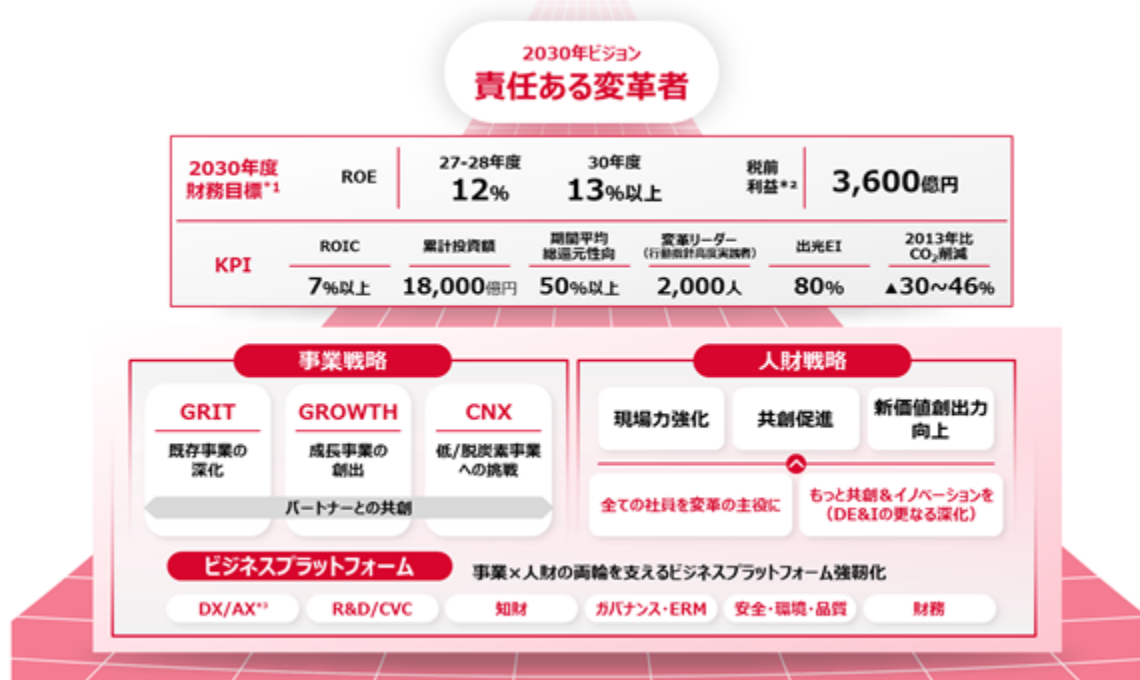 2030年ビジョン
責任ある変革者
2030年度
財務目標*1
ROE
27-28年度
12%
30年度
13%以上
税前
利益*2
3,600億円
KPI
ROIC
7%以上
累計投資額
18,000億円
期間平均
総還元性向
50%以上
変革リーダー
(行動指針高度実践者)
2,000人
出光EI
80%
2013年比
CO2削減
▲30~46%
事業戦略
GRIT
既存事業の
深化
GROWTH
成長事業の
創出
CNX
低/脱炭素事業
への挑戦
パートナーとの共創
人財戦略
現場力強化
共創促進
新価値創出力
向上
全ての社員を変革の主役に
もっと共創&イノベーションを
(DE&Iの更なる深化)
ビジネスプラットフォーム
事業×人財の両輪を支えるビジネスプラットフォーム強靭化
DX/AX*3
R&D/CVC
知財
ガバナンス・ERM
安全・環境・品質
財務